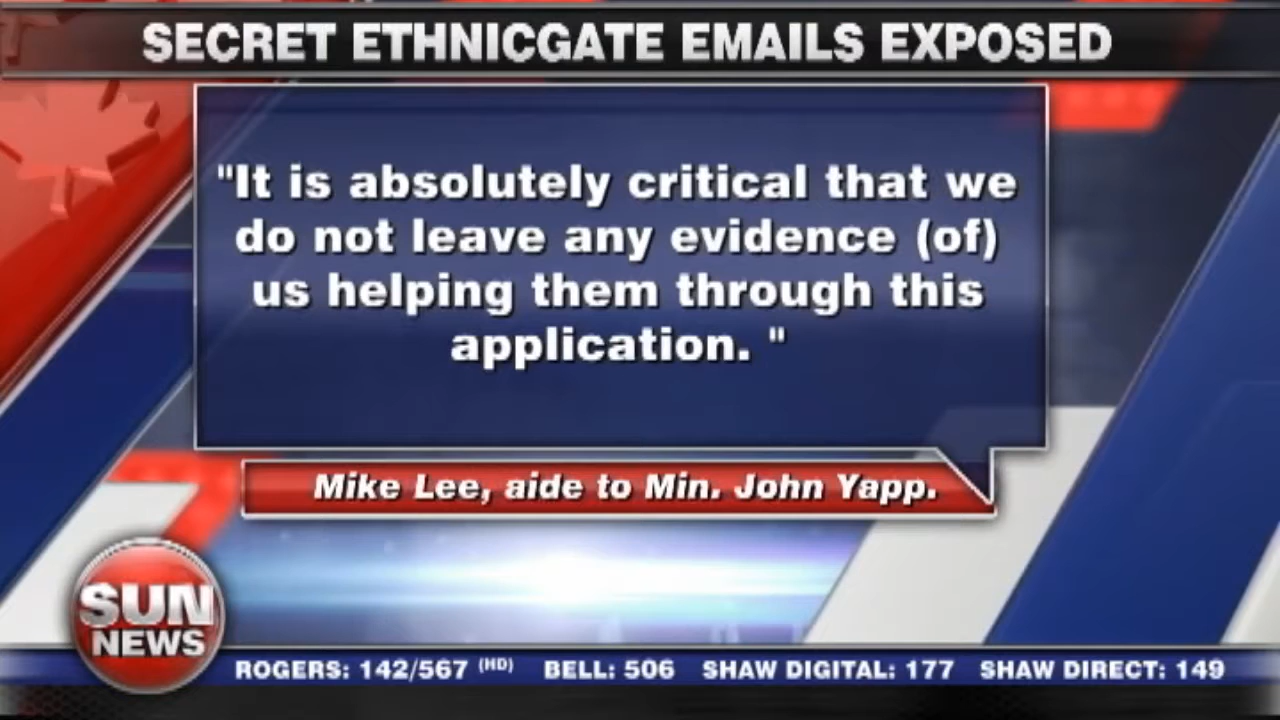 SECRET ETHNICGATE EMAILS EXPOSED
"It is absolutely critical that we
do not leave any evidence (of)
us helping them through this
application. "
Mike Lee, aide to Min. John Yapp.
SUN
NEWS
ROGERS: 142/567 (HD) BELL: 506 SHAW DIGITAL: 177 SHAW DIRECT: 149